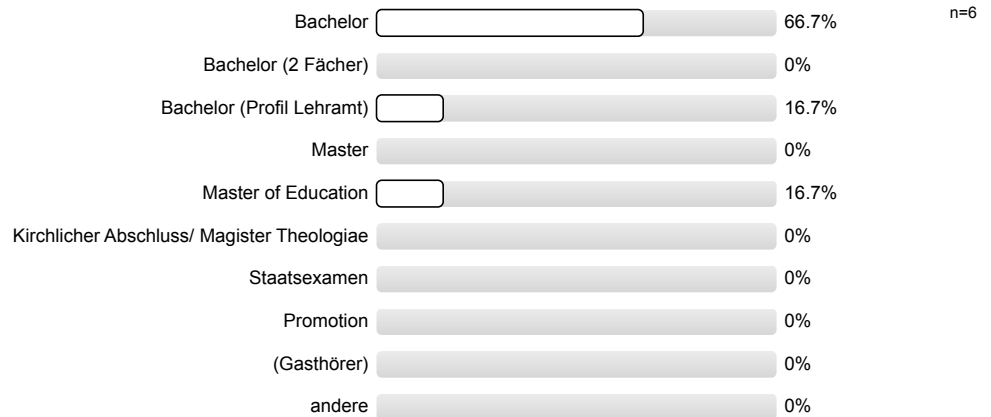 Bachelor 66.7% n=6
Bachelor (2 Fächer) 0%
Bachelor (Profil Lehramt) 16.7%
Master 0%
Master of Education 16.7%
Kirchlicher Abschluss/ Magister Theologiae 0%
Staatsexamen 0%
Promotion 0%
(Gasthörer) 0%
andere 0%